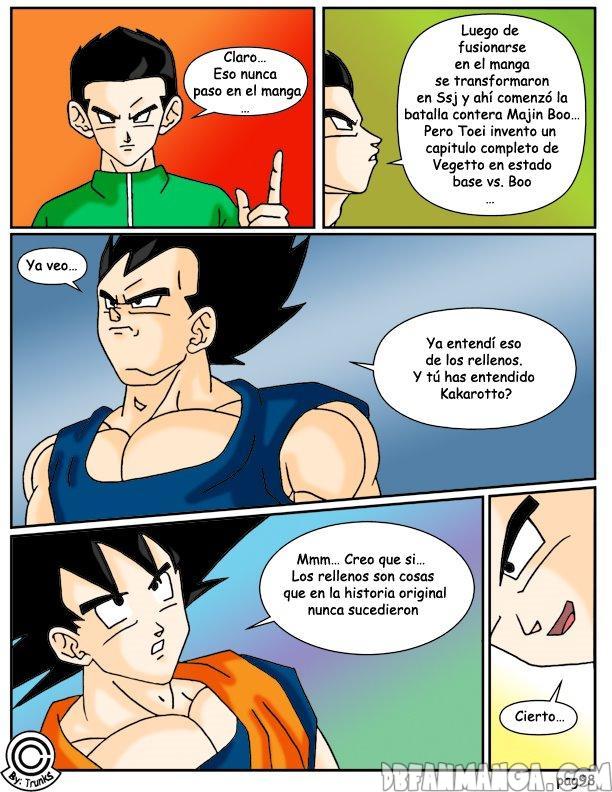 Claro...
Eso nunca
paso en el manga
...
Luego de
fusionarse
en el manga
se transformaron
en Ssj y ahí comenzó la
batalla contera Majin Boo...
Pero Toei invento un
capitulo completo de
Vegetto en estado
base vs. Boo
...
Ya veo...
Ya entendí eso
de los rellenos.
Y tú has entendido
Kakarotto?
Mmm... Creo que si...
Los rellenos son cosas
que en la historia original
nunca sucedieron
Cierto...
C
By: Trunks
pag98
DBFANMANGA.COM